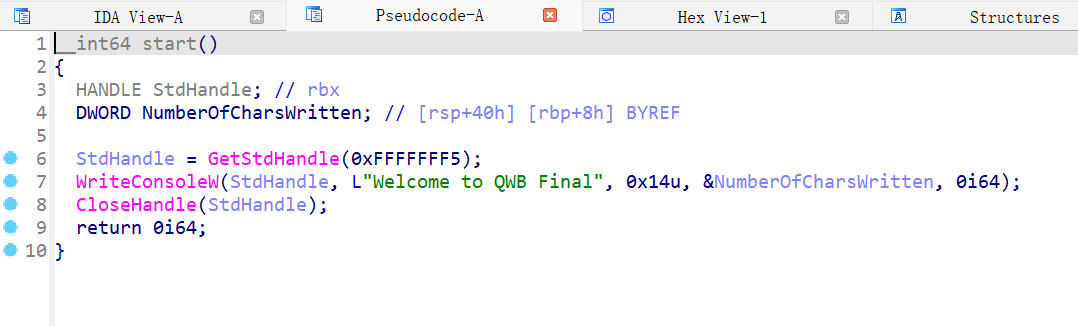 IDA View-A Pseudocode-A Hex View-1 Structures
1 __int64 start()
2 {
3 HANDLE StdHandle; // rbx
4 DWORD NumberOfCharsWritten; // [rsp+40h] [rbp+8h] BYREF
5
6 StdHandle = GetStdHandle(0xFFFFFFF5);
7 WriteConsoleW(StdHandle, L"Welcome to QWB Final", 0x14u, &NumberOfCharsWritten, 0i64);
8 CloseHandle(StdHandle);
9 return 0i64;
10 }